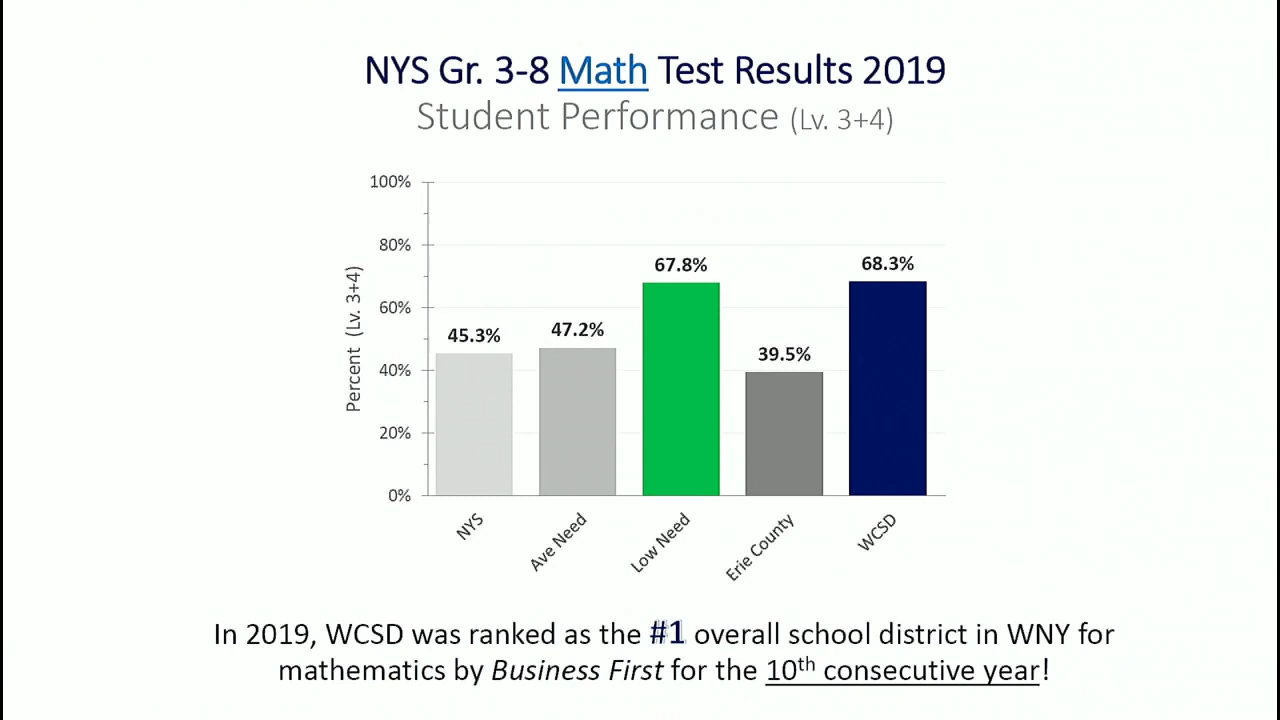 NYS Gr. 3-8 Math Test Results 2019
Student Performance (Lv. 3+4)
Percent (Lv. 3+4)
100%
80%
60%
40%
20%
0%
45.3%
47.2%
67.8%
39.5%
68.3%
NYS
Ave Need
Low Need
Erie County
WCSD
In 2019, WCSD was ranked as the #1 overall school district in WNY for
mathematics by Business First for the 10th consecutive year!